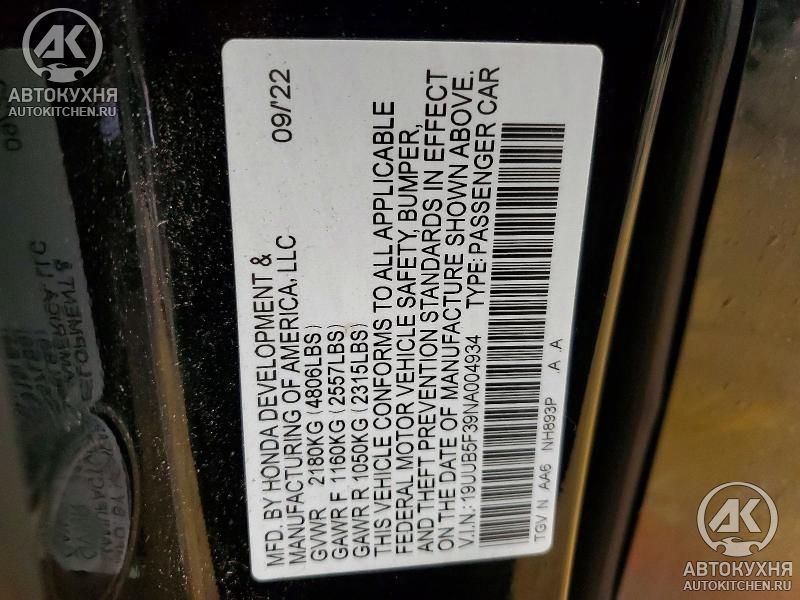 АК
АВТОКУХНЯ
AUTOKITCHEN.RU
MFD. BY HONDA DEVELOPMENT & 09/'22
MANUFACTURING OF AMERICA, LLC
GVWR 2180KG (4806LBS)
GAWR F 1160KG (2557LBS)
GAWR R 1050KG (2315LBS)
THIS VEHICLE CONFORMS TO ALL APPLICABLE
FEDERAL MOTOR VEHICLE SAFETY, BUMPER,
AND THEFT PREVENTION STANDARDS IN EFFECT
ON THE DATE OF MANUFACTURE SHOWN ABOVE.
V.I.N.:19UUB5F39NA004934 TYPE:PASSENGER CAR
TGV N AA6 NH893P .A .A
АК
АВТОКУХНЯ
AUTOKITCHEN.RU